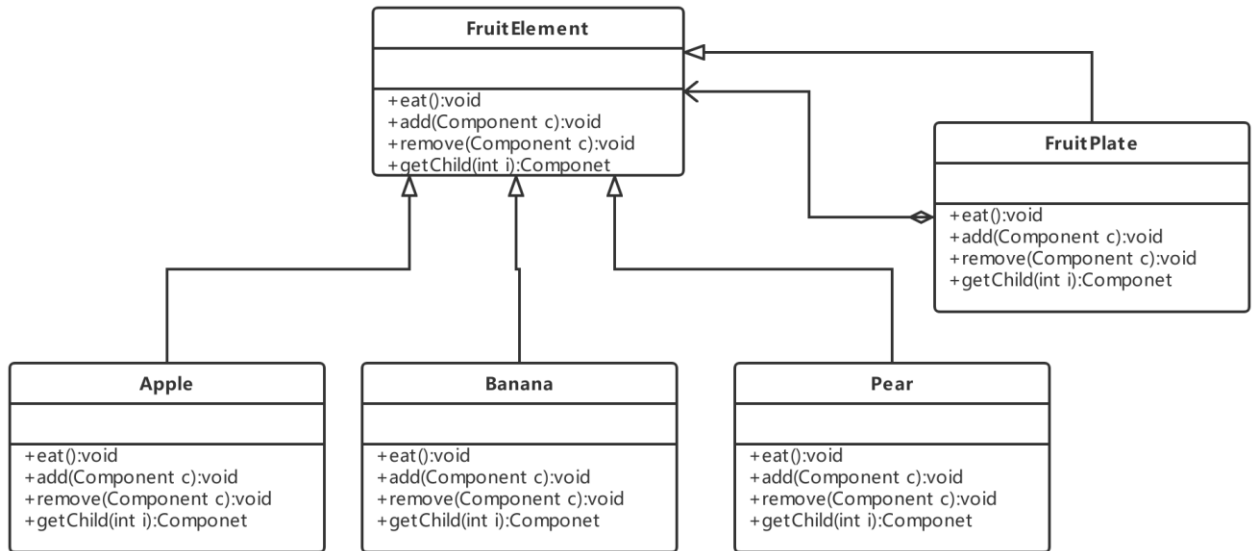 FruitElement
+eat():void
+add(Component c):void
+remove(Component c):void
+getChild(int i):Componet
FruitPlate
+eat():void
+add(Component c):void
+remove(Component c):void
+getChild(int i):Componet
Apple
+eat():void
+add(Component c):void
+remove(Component c):void
+getChild(int i):Componet
Banana
+eat():void
+add(Component c):void
+remove(Component c):void
+getChild(int i):Componet
Pear
+eat():void
+add(Component c):void
+remove(Component c):void
+getChild(int i):Componet